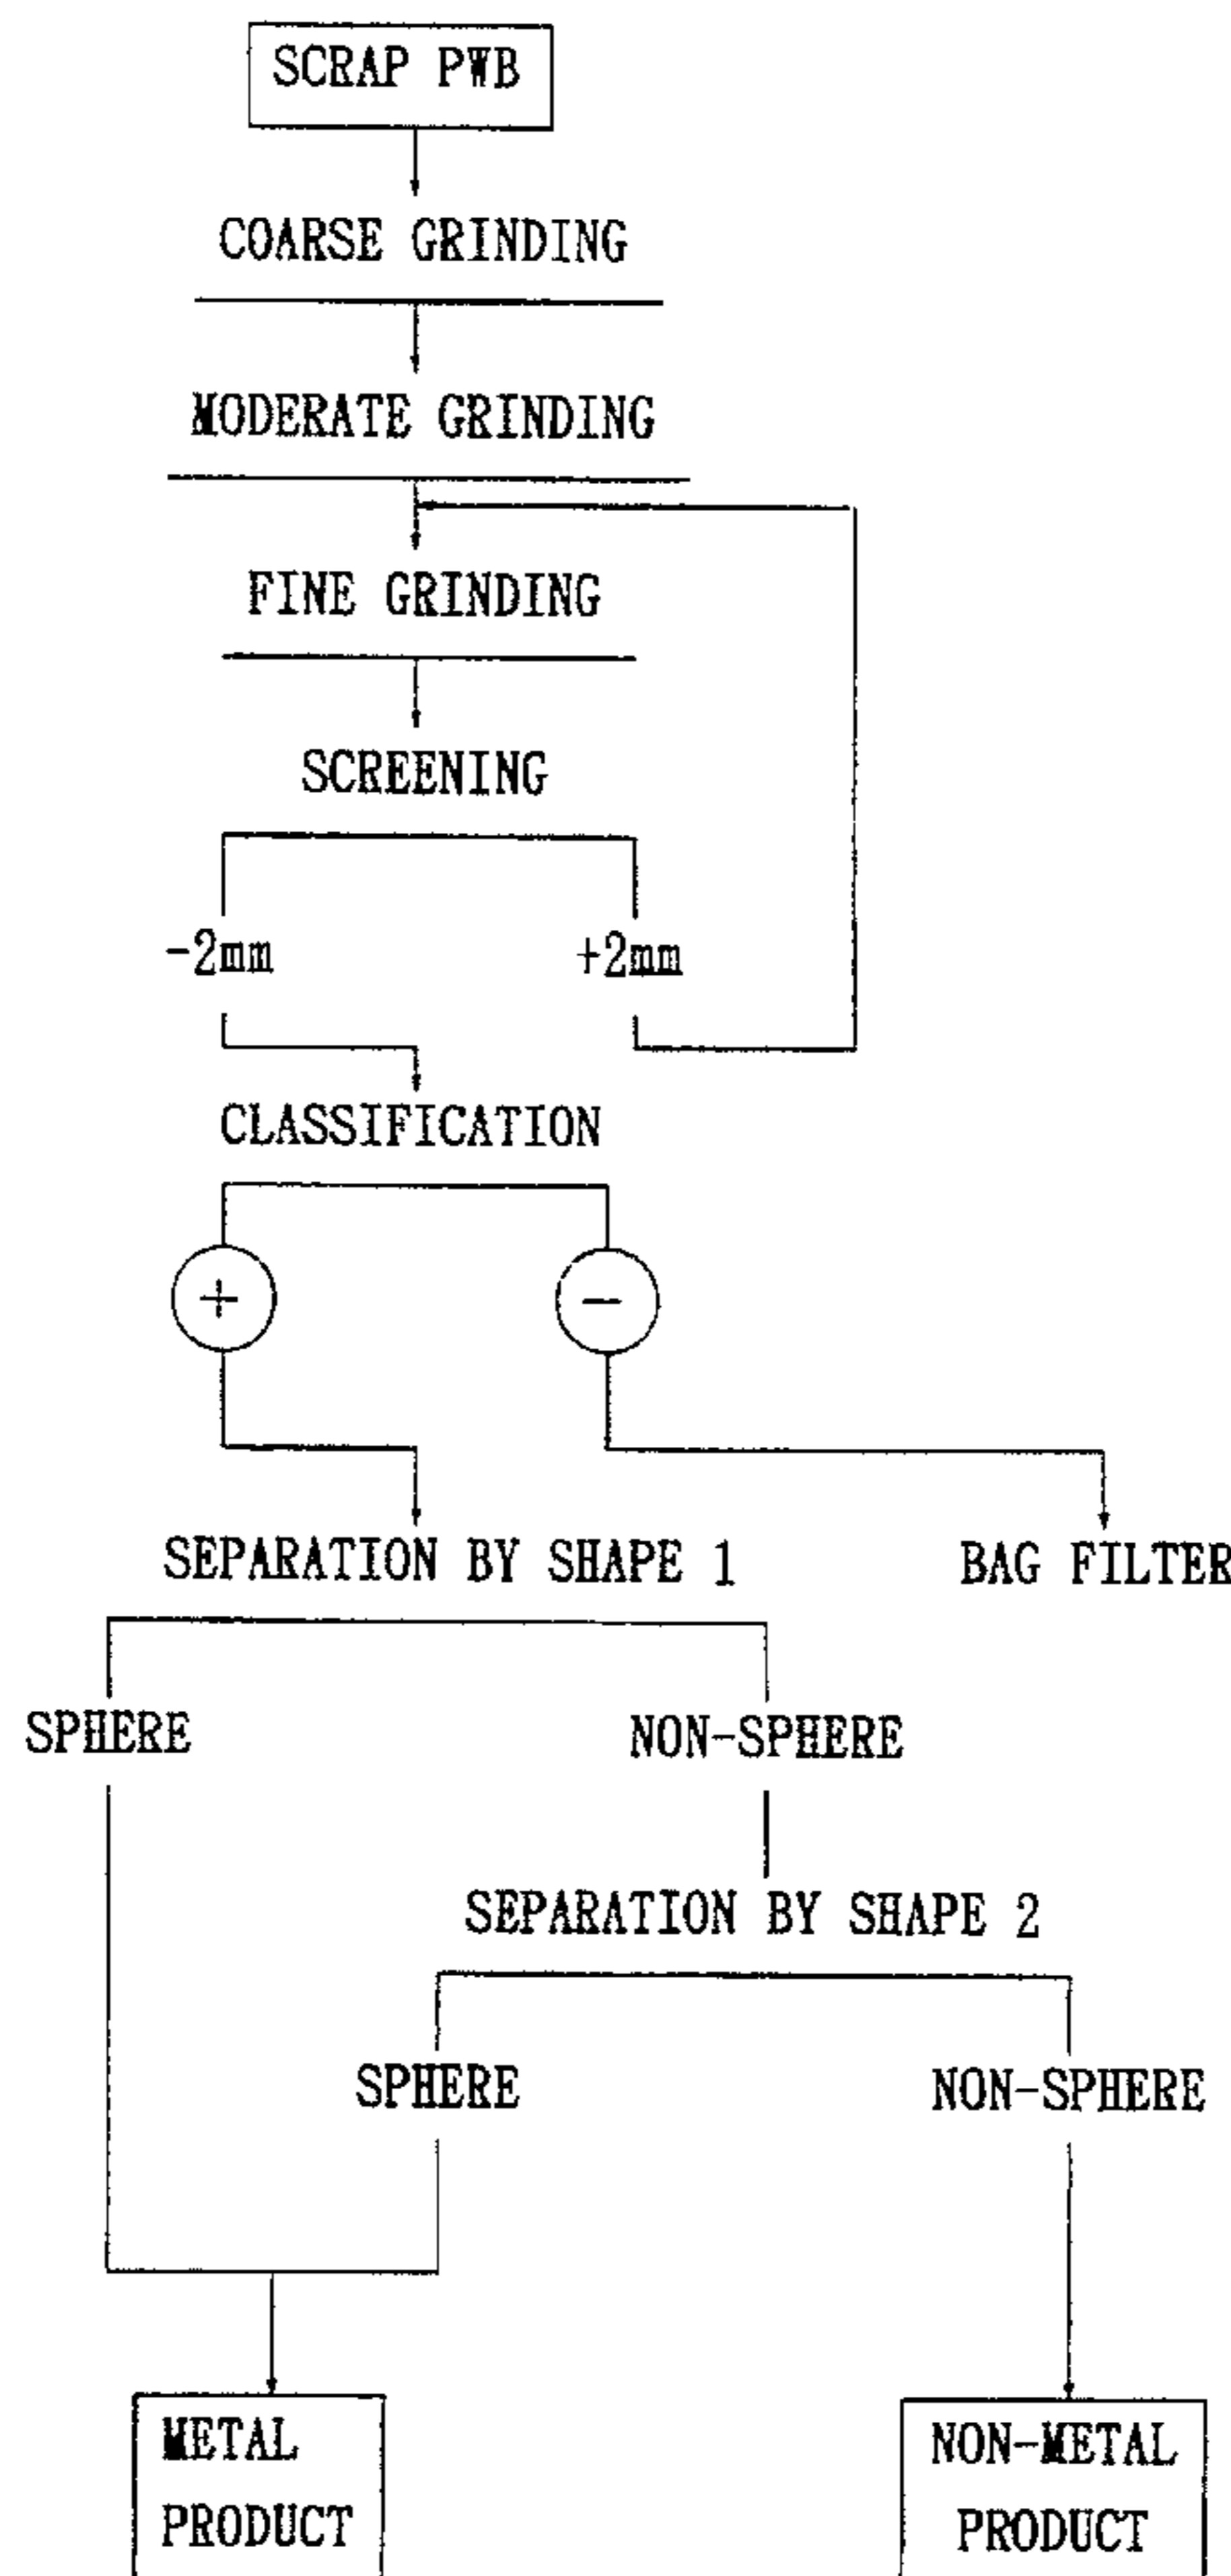 SCRAP PWB
COARSE GRINDING
MODERATE GRINDING
FINE GRINDING
SCREENING
-2mm
+2mm
CLASSIFICATION
+
-
SEPARATION BY SHAPE 1
BAG FILTER
SPHERE
NON-SPHERE
SEPARATION BY SHAPE 2
SPHERE
NON-SPHERE
METAL
PRODUCT
NON-METAL
PRODUCT